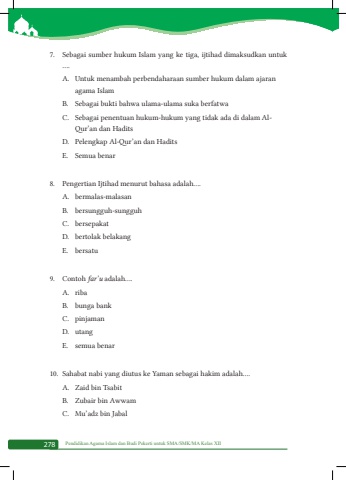 7. Sebagai sumber hukum Islam yang ke tiga, ijtihad dimaksudkan untuk
....
A. Untuk menambah perbendaharaan sumber hukum dalam ajaran
agama Islam
B. Sebagai bukti bahwa ulama-ulama suka berfatwa
C. Sebagai penentuan hukum-hukum yang tidak ada di dalam Al-
Qur'an dan Hadits
D. Pelengkap Al-Qur'an dan Hadits
E. Semua benar
8. Pengertian Ijtihad menurut bahasa adalah....
A. bermalas-malasan
B. bersungguh-sungguh
C. bersepakat
D. bertolak belakang
E. bersatu
9. Contoh far'u adalah....
A. riba
B. bunga bank
C. pinjaman
D. utang
E. semua benar
10. Sahabat nabi yang diutus ke Yaman sebagai hakim adalah....
A. Zaid bin Tsabit
B. Zubair bin Awwam
C. Mu'adz bin Jabal
278 Pendidikan Agama Islam dan Budi Pekerti untuk SMA/SMK/MA Kelas XII